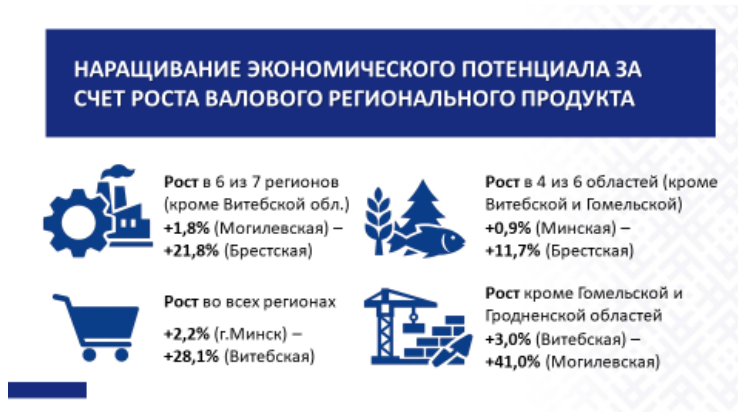 НАРАЩИВАНИЕ ЭКОНОМИЧЕСКОГО ПОТЕНЦИАЛА ЗА
СЧЕТ РОСТА ВАЛОВОГО РЕГИОНАЛЬНОГО ПРОДУКТА
Рост в 6 из 7 регионов
(кроме Витебской обл.)
+1,8% (Могилевская) –
+21,8% (Брестская)
Рост в 4 из 6 областей (кроме
Витебской и Гомельской)
+0,9% (Минская) –
+11,7% (Брестская)
Рост во всех регионах
+2,2% (г.Минск) –
+28,1% (Витебская)
Рост кроме Гомельской и
Гродненской областей
+3,0% (Витебская) –
+41,0% (Могилевская)